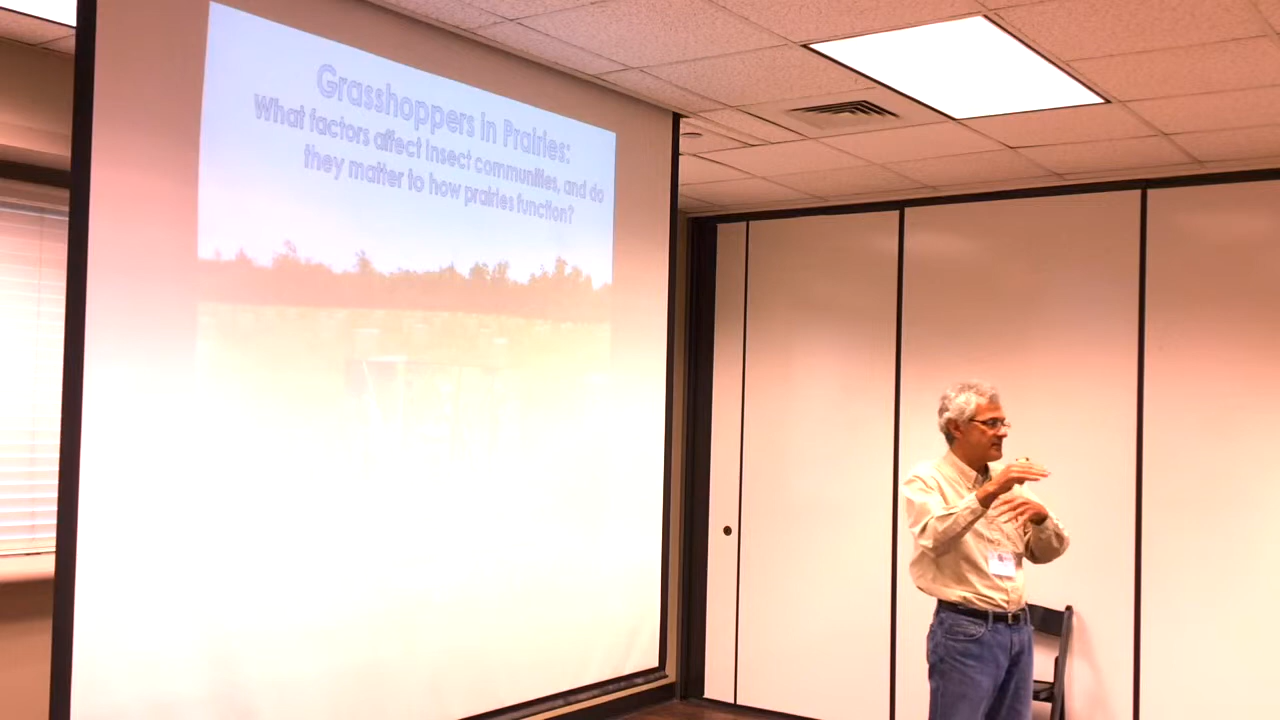 Grasshoppers in Prairies:
What factors affect insect communities, and do
they matter to how prairies function?